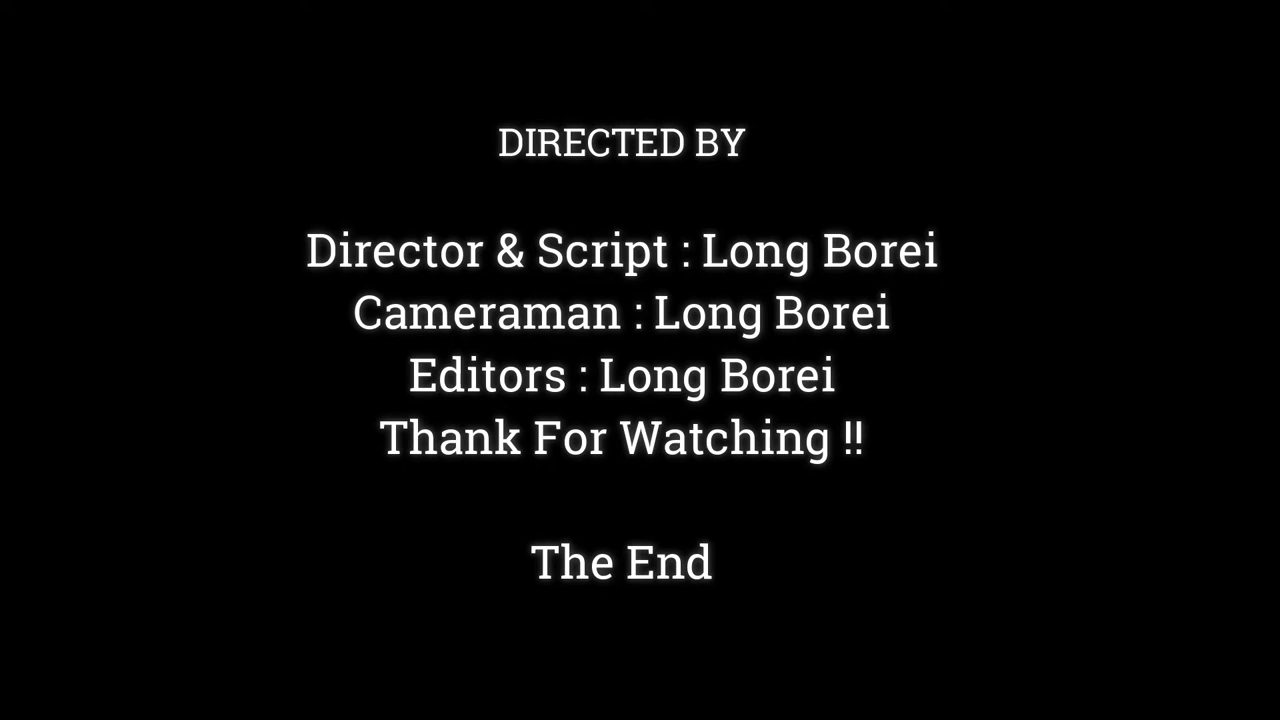 DIRECTED BY
Director & Script : Long Borei
Cameraman : Long Borei
Editors : Long Borei
Thank For Watching !!
The End